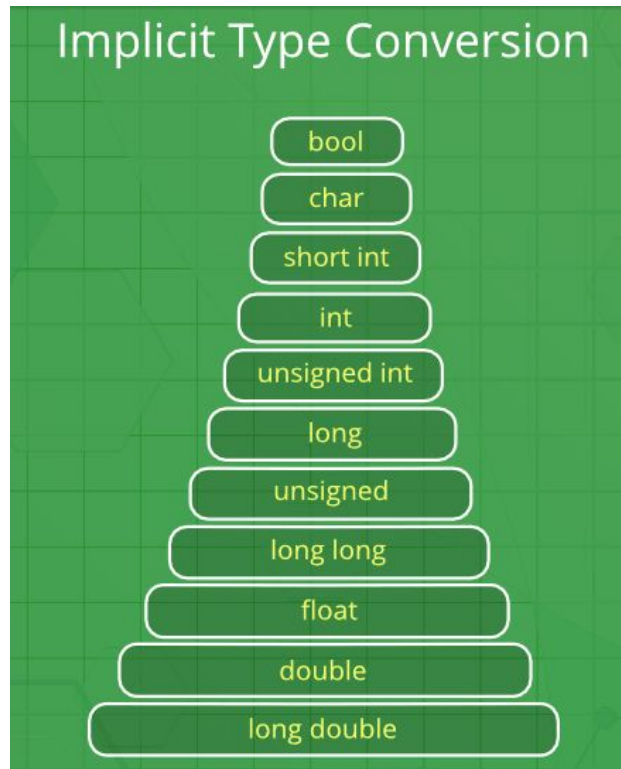 Implicit Type Conversion
bool
char
short int
int
unsigned int
long
unsigned
long long
float
double
long double